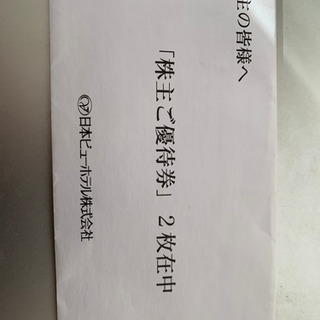 主の皆様へ
「株主ご優待券」 2枚在中
日本ビューホテル株式会社